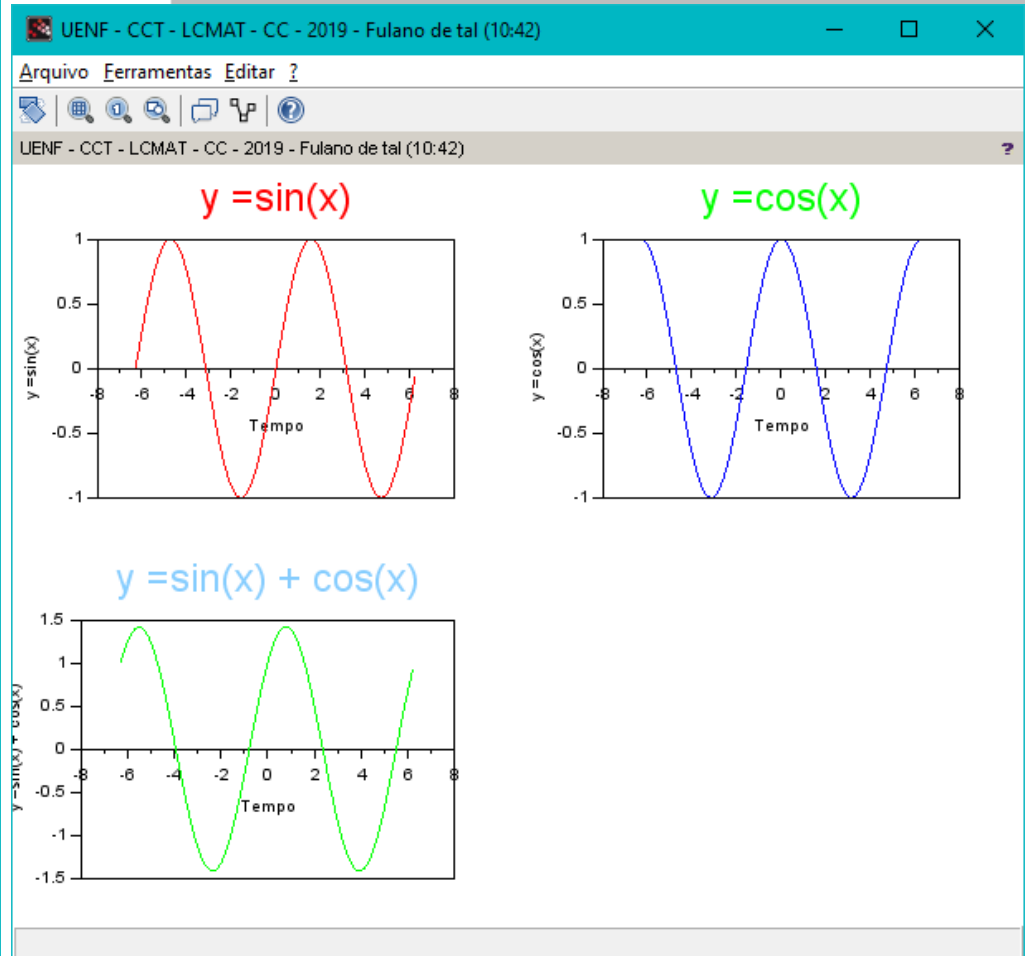 UENF - CCT - LCMAT - CC - 2019 - Fulano de tal (10:42)
Arquivo Ferramentas Editar ?
UENF - CCT - LCMAT - CC - 2019 - Fulano de tal (10:42) ?
y =sin(x)
1
0.5
0
-0.5
-1
-8 -6 -4 -2 0 2 4 6 8
Tempo
y =sin(x)
y =cos(x)
1
0.5
0
-0.5
-1
-8 -6 -4 -2 0 2 4 6 8
Tempo
y =cos(x)
y =sin(x) + cos(x)
1.5
1
0.5
0
-0.5
-1
-1.5
-8 -6 -4 -2 0 2 4 6 8
Tempo
y =sin(x) + cos(x)